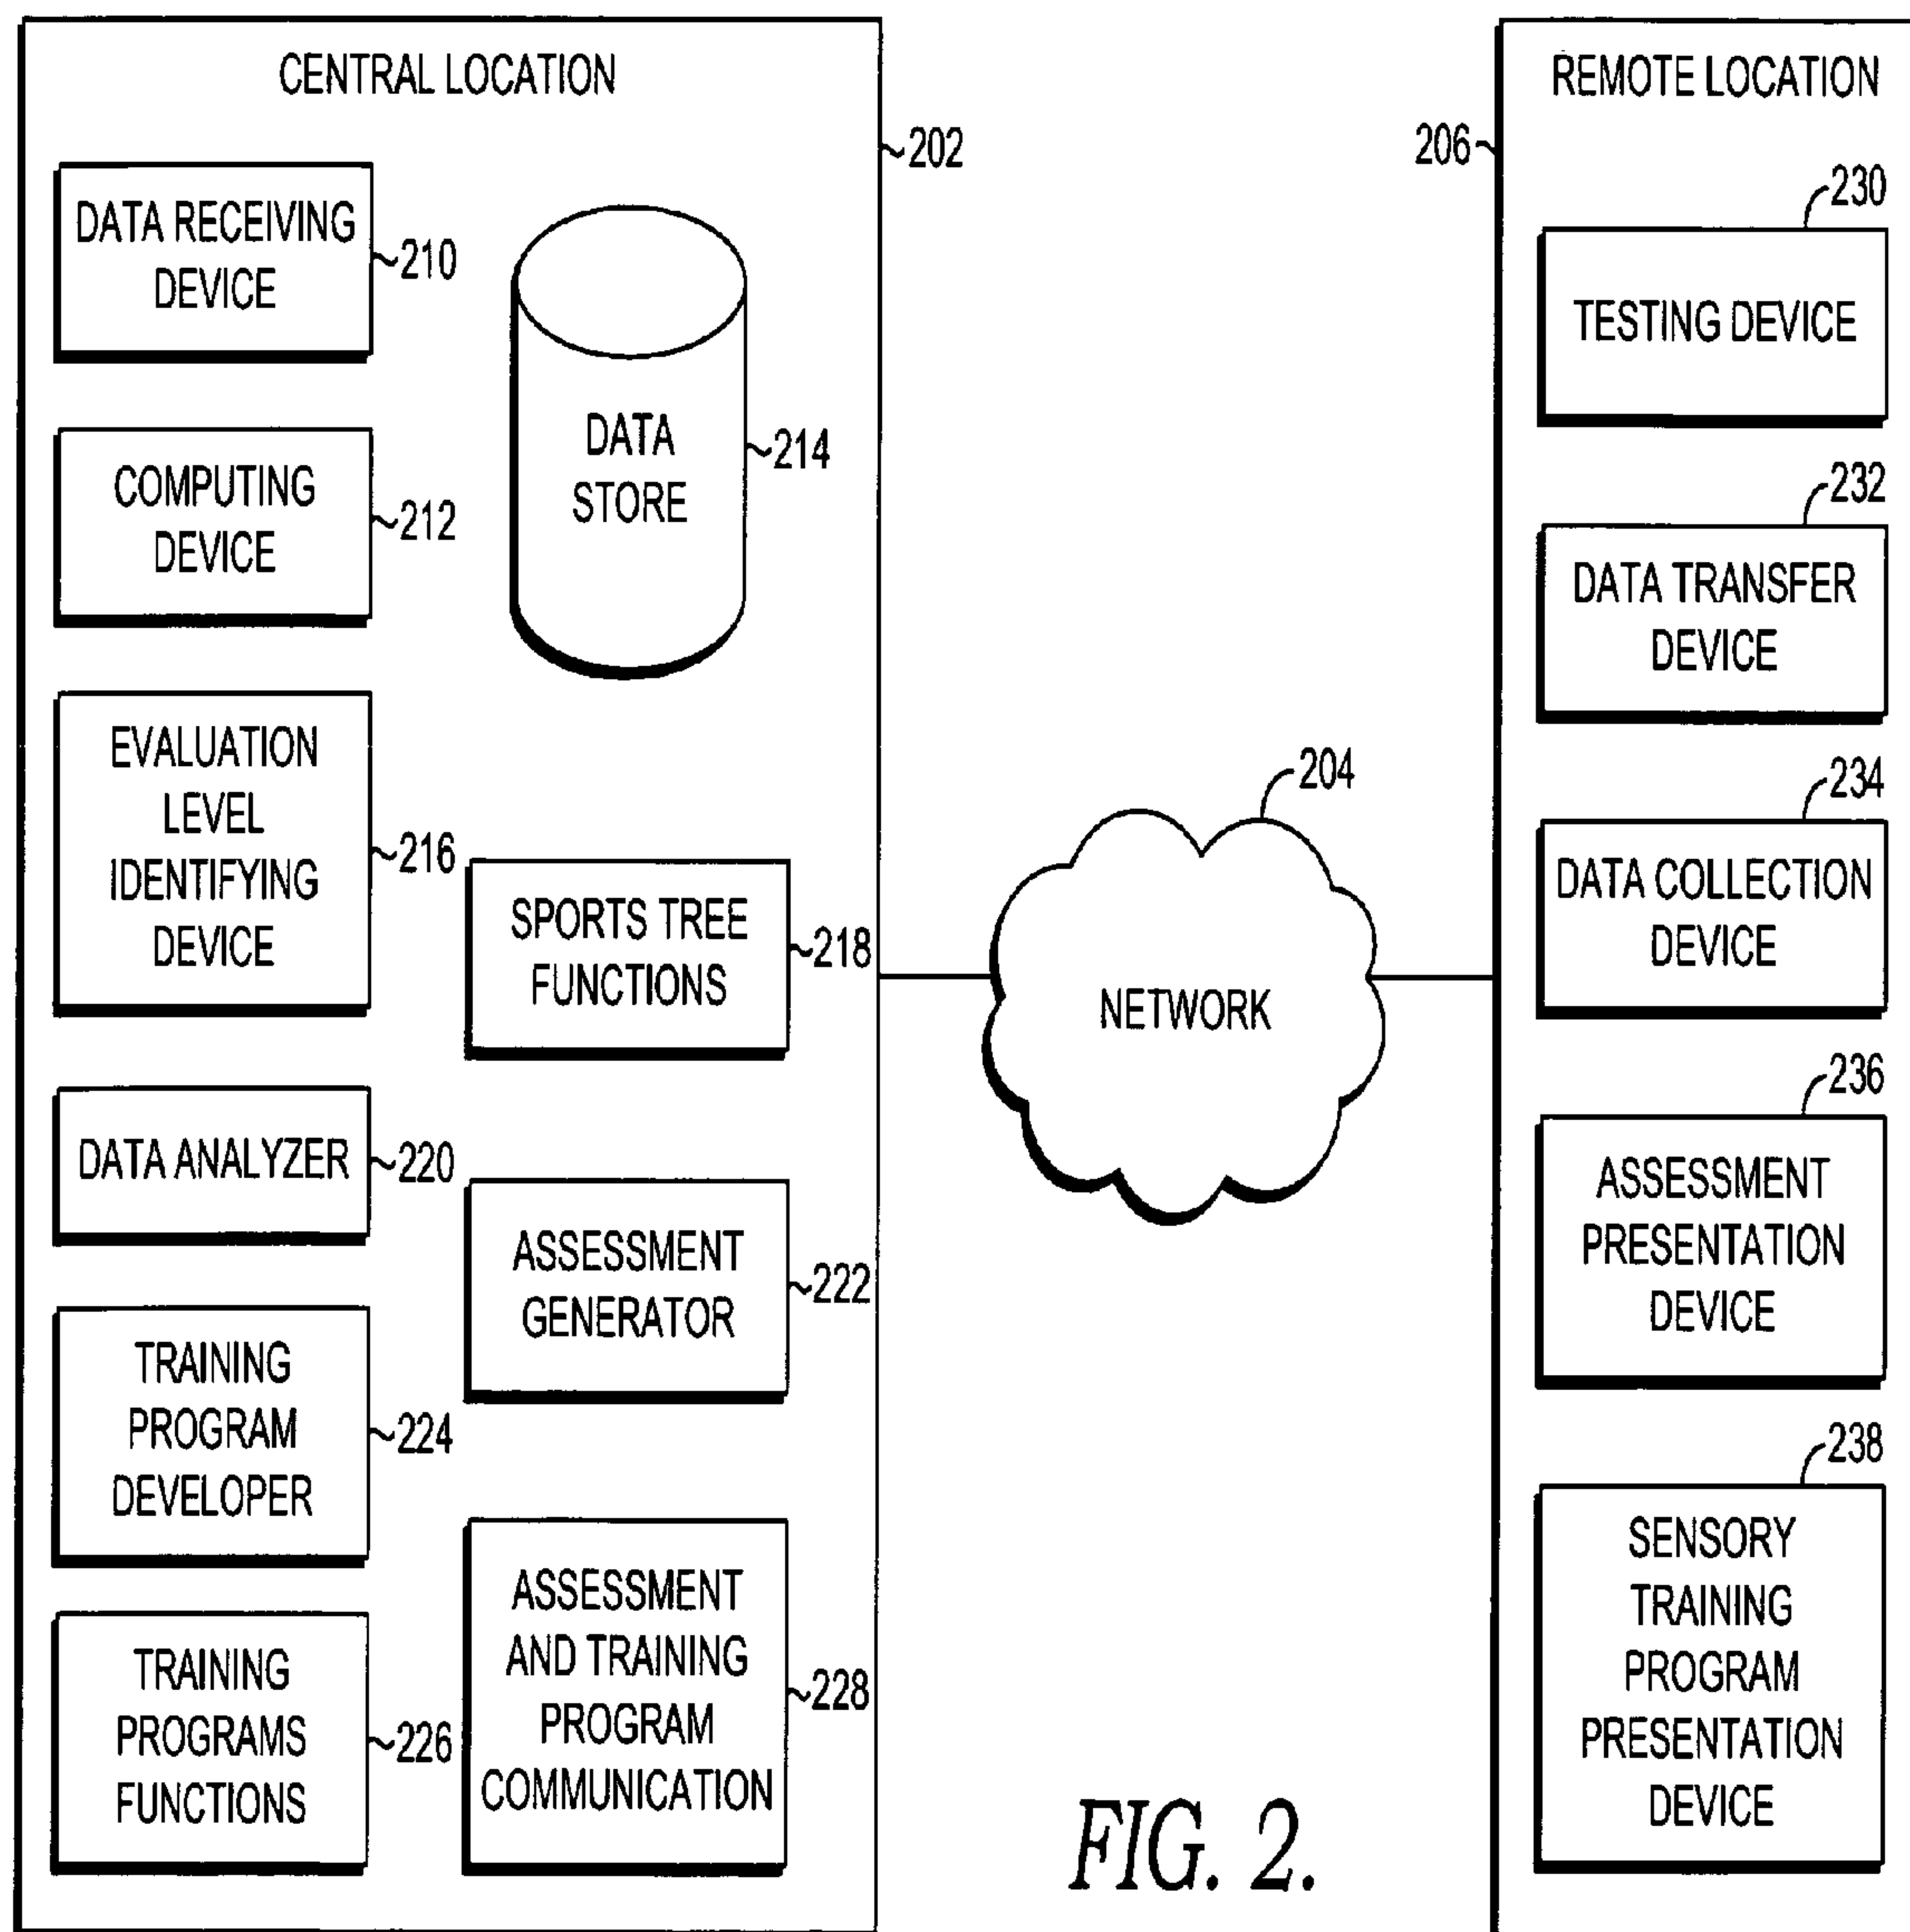 CENTRAL LOCATION
202
DATA RECEIVING
DEVICE
210
DATA
STORE
214
COMPUTING
DEVICE
212
EVALUATION
LEVEL
IDENTIFYING
DEVICE
216
SPORTS TREE
FUNCTIONS
218
DATA ANALYZER
220
ASSESSMENT
GENERATOR
222
TRAINING
PROGRAM
DEVELOPER
224
TRAINING
PROGRAMS
FUNCTIONS
226
ASSESSMENT
AND TRAINING
PROGRAM
COMMUNICATION
228
204
NETWORK
REMOTE LOCATION
206
230
TESTING DEVICE
232
DATA TRANSFER
DEVICE
234
DATA COLLECTION
DEVICE
236
ASSESSMENT
PRESENTATION
DEVICE
238
SENSORY
TRAINING
PROGRAM
PRESENTATION
DEVICE
FIG. 2.